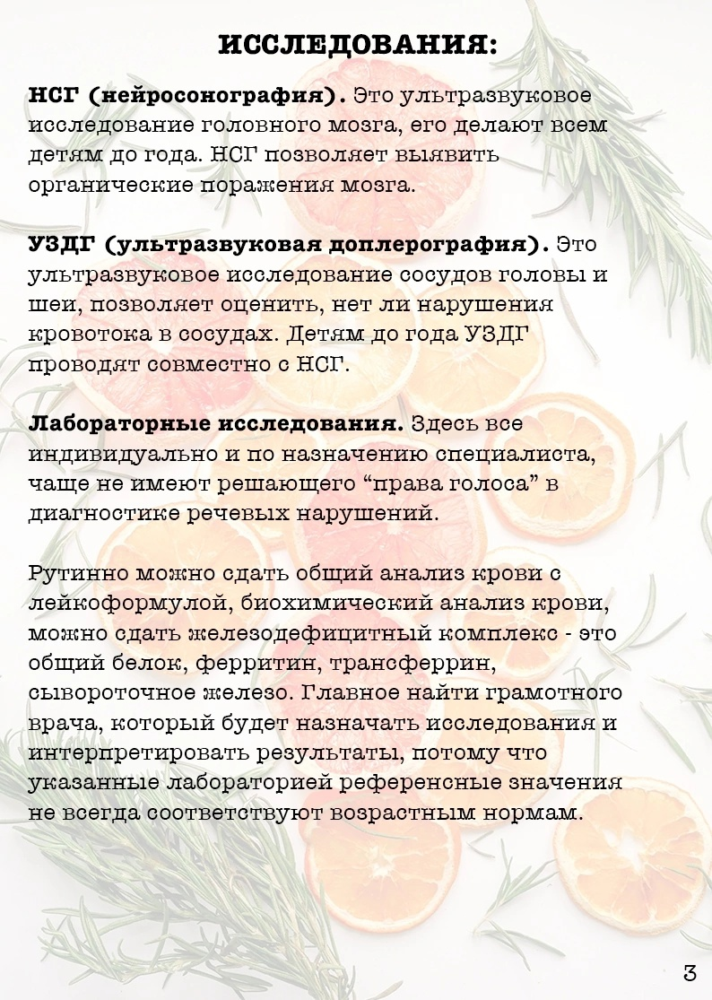 ИССЛЕДОВАНИЯ:
НСГ (нейросонография). Это ультразвуковое
исследование головного мозга, его делают всем
детям до года. НСГ позволяет выявить
органические поражения мозга.
УЗДГ (ультразвуковая доплерография). Это
ультразвуковое исследование сосудов головы и
шеи, позволяет оценить, нет ли нарушения
кровотока в сосудах. Детям до года УЗДГ
проводят совместно с НСГ.
Лабораторные исследования. Здесь все
индивидуально и по назначению специалиста,
чаще не имеют решающего “права голоса” в
диагностике речевых нарушений.
Рутинно можно сдать общий анализ крови с
лейкоформулой, биохимический анализ крови,
можно сдать железодефицитный комплекс - это
общий белок, ферритин, трансферрин,
сывороточное железо. Главное найти грамотного
врача, который будет назначать исследования и
интерпретировать результаты, потому что
указанные лабораторией референсные значения
не всегда соответствуют возрастным нормам.
3